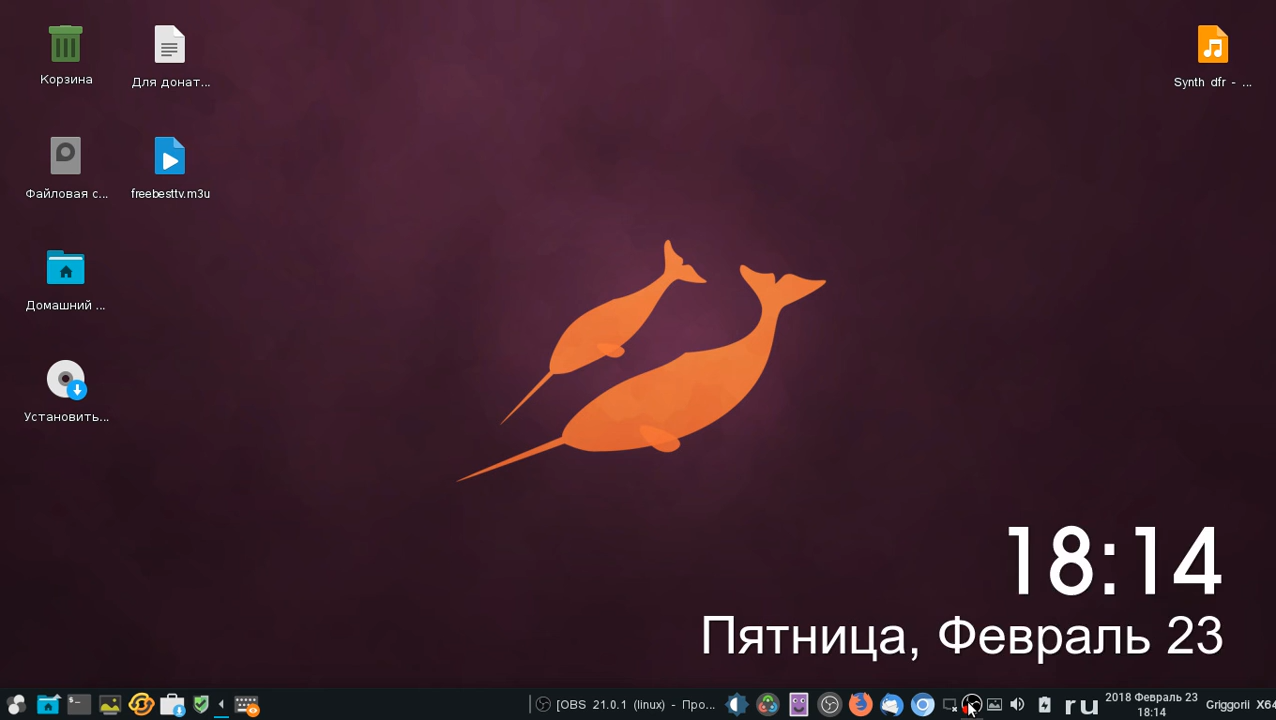 Корзина
Для донат...
Synth dfr - ...
Файловая с...
freebesttv.m3u
Домашний ...
Установить...
18:14
Пятница, Февраль 23
[OBS 21.0.1 (linux) - Про...
ru
2018 Февраль 23
18:14
Griggorii X64